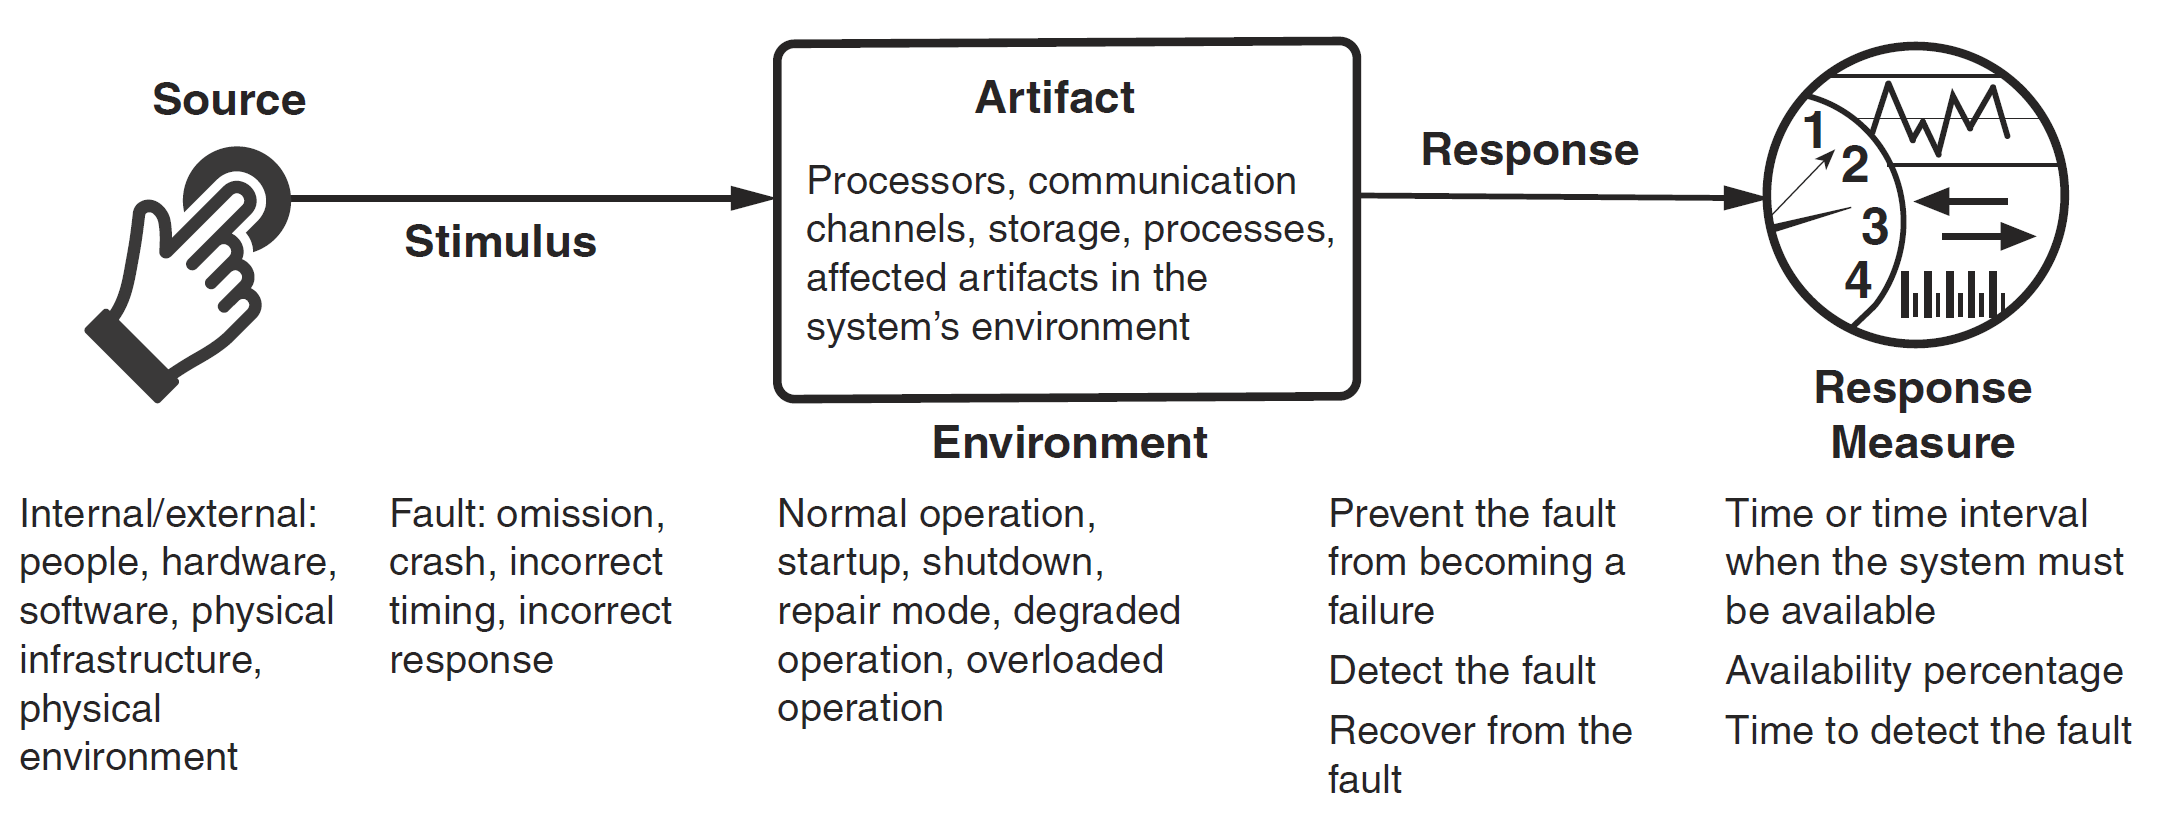 Source
Stimulus
Artifact
Processors, communication
channels, storage, processes,
affected artifacts in the
system’s environment
Environment
Response
1
2
3
4
Response
Measure
Internal/external:
people, hardware,
software, physical
infrastructure,
physical
environment
Fault: omission,
crash, incorrect
timing, incorrect
response
Normal operation,
startup, shutdown,
repair mode, degraded
operation, overloaded
operation
Prevent the fault
from becoming a
failure
Detect the fault
Recover from the
fault
Time or time interval
when the system must
be available
Availability percentage
Time to detect the fault